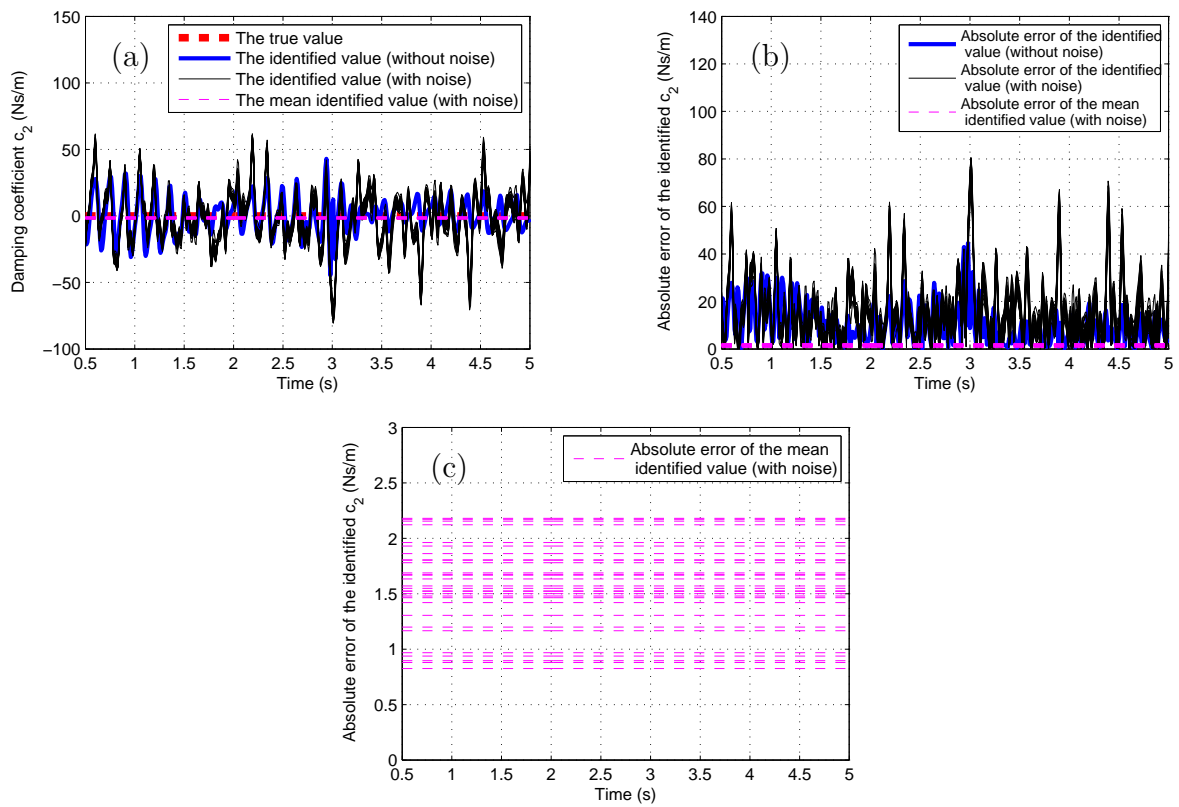 150
100
50
0
−50
−100
0.5 1 1.5 2 2.5 3 3.5 4 4.5 5
Time (s)
Damping coefficient c2 (Ns/m)
(a)
The true value
The identified value (without noise)
The identified value (with noise)
The mean identified value (with noise)
140
120
100
80
60
40
20
0
0.5 1 1.5 2 2.5 3 3.5 4 4.5 5
Time (s)
Absolute error of the identified c2 (Ns/m)
(b)
Absolute error of the identified
value (without noise)
Absolute error of the identified
value (with noise)
Absolute error of the mean
identified value (with noise)
3
2.5
2
1.5
1
0.5
0
0.5 1 1.5 2 2.5 3 3.5 4 4.5 5
Time (s)
Absolute error of the identified c2 (Ns/m)
(c)
Absolute error of the mean
identified value (with noise)